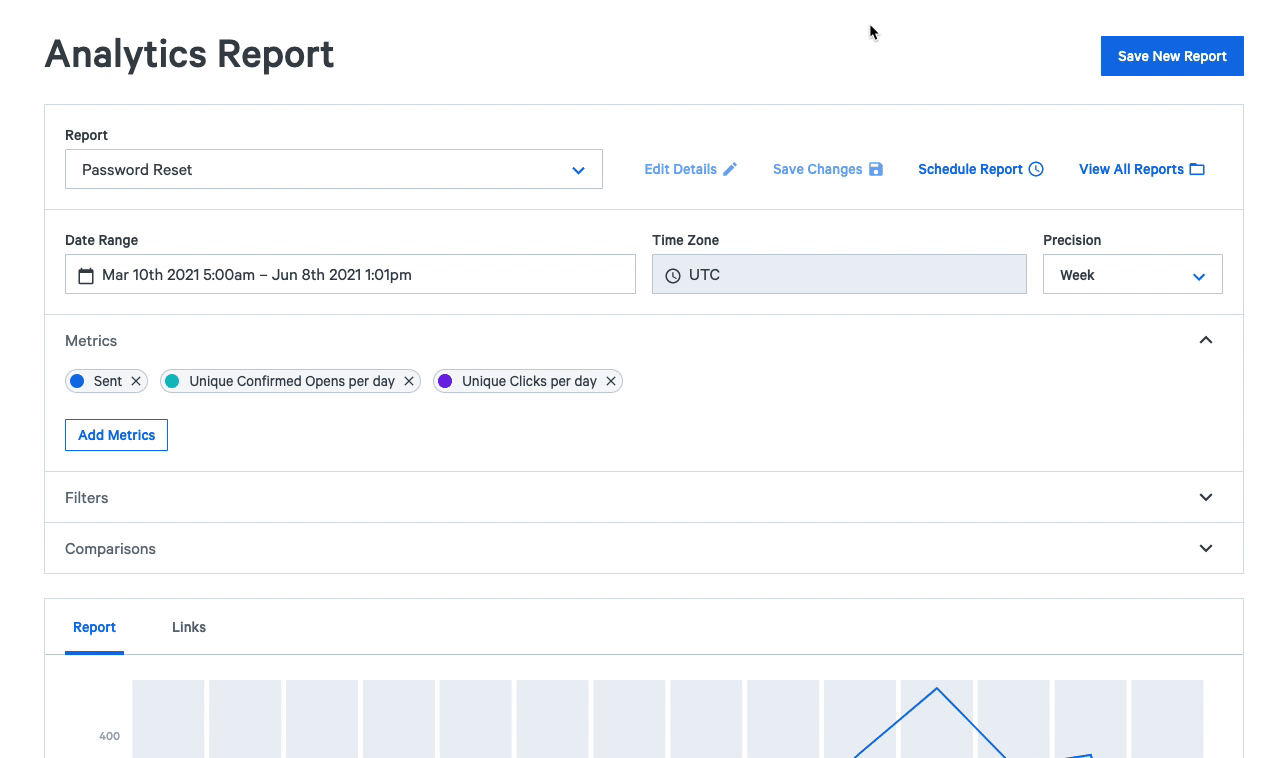 Analytics Report
Save New Report
Report
Password Reset
Edit Details
Save Changes
Schedule Report
View All Reports
Date Range
Time Zone
Precision
Mar 10th 2021 5:00am – Jun 8th 2021 1:01pm
UTC
Week
Metrics
Sent
Unique Confirmed Opens per day
Unique Clicks per day
Add Metrics
Filters
Comparisons
Report
Links
400